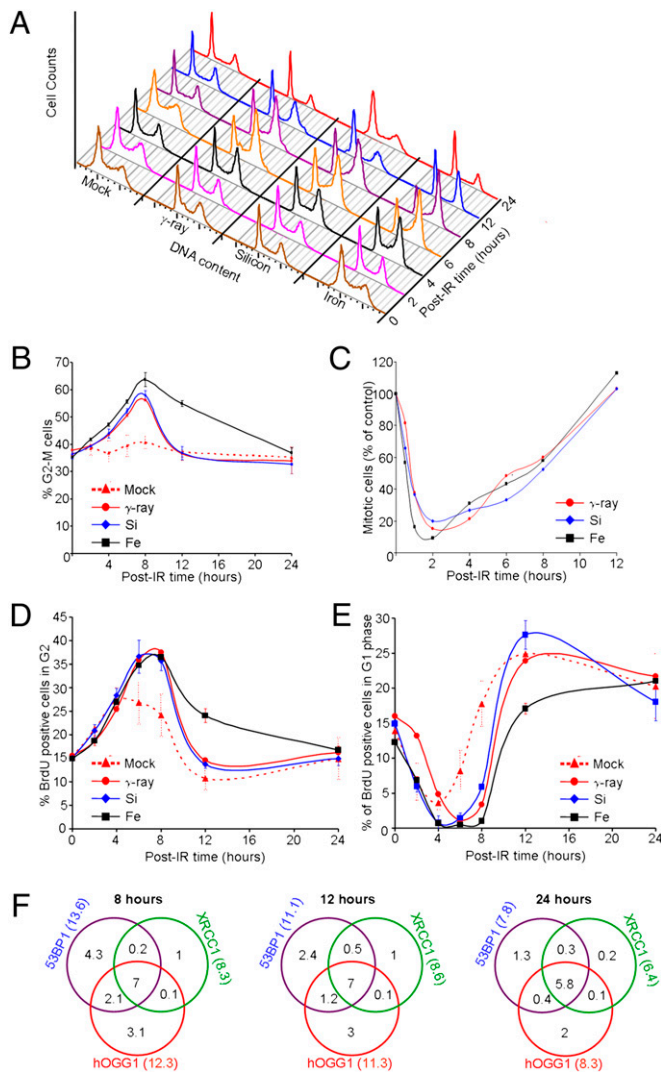 A
Cell Counts
Mock
γ-ray
Silicon
Iron
DNA content
0 2 4 6 8 12 24
Post-IR time (hours)
B
% G2-M cells
70
60
50
40
30
20
10
0
0 4 8 12 16 20 24
Post-IR time (hours)
Mock
γ-ray
Si
Fe
C
Mitotic cells (% of control)
120
100
80
60
40
20
0
0 2 4 6 8 10 12
Post-IR time (hours)
γ-ray
Si
Fe
D
% BrdU positive cells in G2
45
40
35
30
25
20
15
10
5
0
0 4 8 12 16 20 24
Post-IR time (hours)
Mock
γ-ray
Si
Fe
E
% of BrdU positive cells in G1 phase
30
25
20
15
10
5
0
0 4 8 12 16 20 24
Post-IR time (hours)
Mock
γ-ray
Si
Fe
F
8 hours
53BP1 (13.6)
XRCC1 (8.3)
4.3 0.2 1
7
2.1 0.1
3.1
hOGG1 (12.3)
12 hours
53BP1 (11.1)
XRCC1 (8.6)
2.4 0.5 1
7
1.2 0.1
3
hOGG1 (11.3)
24 hours
53BP1 (7.8)
XRCC1 (6.4)
1.3 0.3 0.2
5.8
0.4 0.1
2
hOGG1 (8.3)